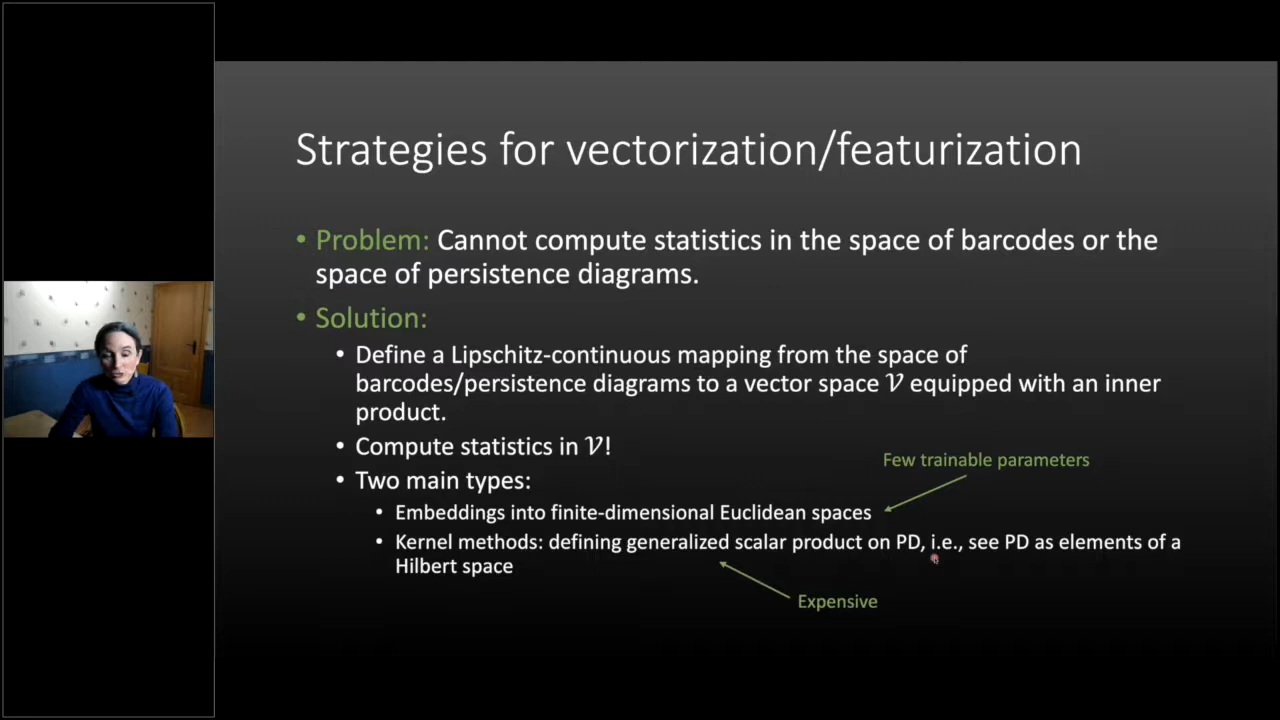 Strategies for vectorization/featurization
• Problem: Cannot compute statistics in the space of barcodes or the
space of persistence diagrams.
• Solution:
• Define a Lipschitz-continuous mapping from the space of
barcodes/persistence diagrams to a vector space 𝒱 equipped with an inner
product.
• Compute statistics in 𝒱!
Few trainable parameters
• Two main types:
• Embeddings into finite-dimensional Euclidean spaces
• Kernel methods: defining generalized scalar product on PD, i.e., see PD as elements of a
Hilbert space
Expensive